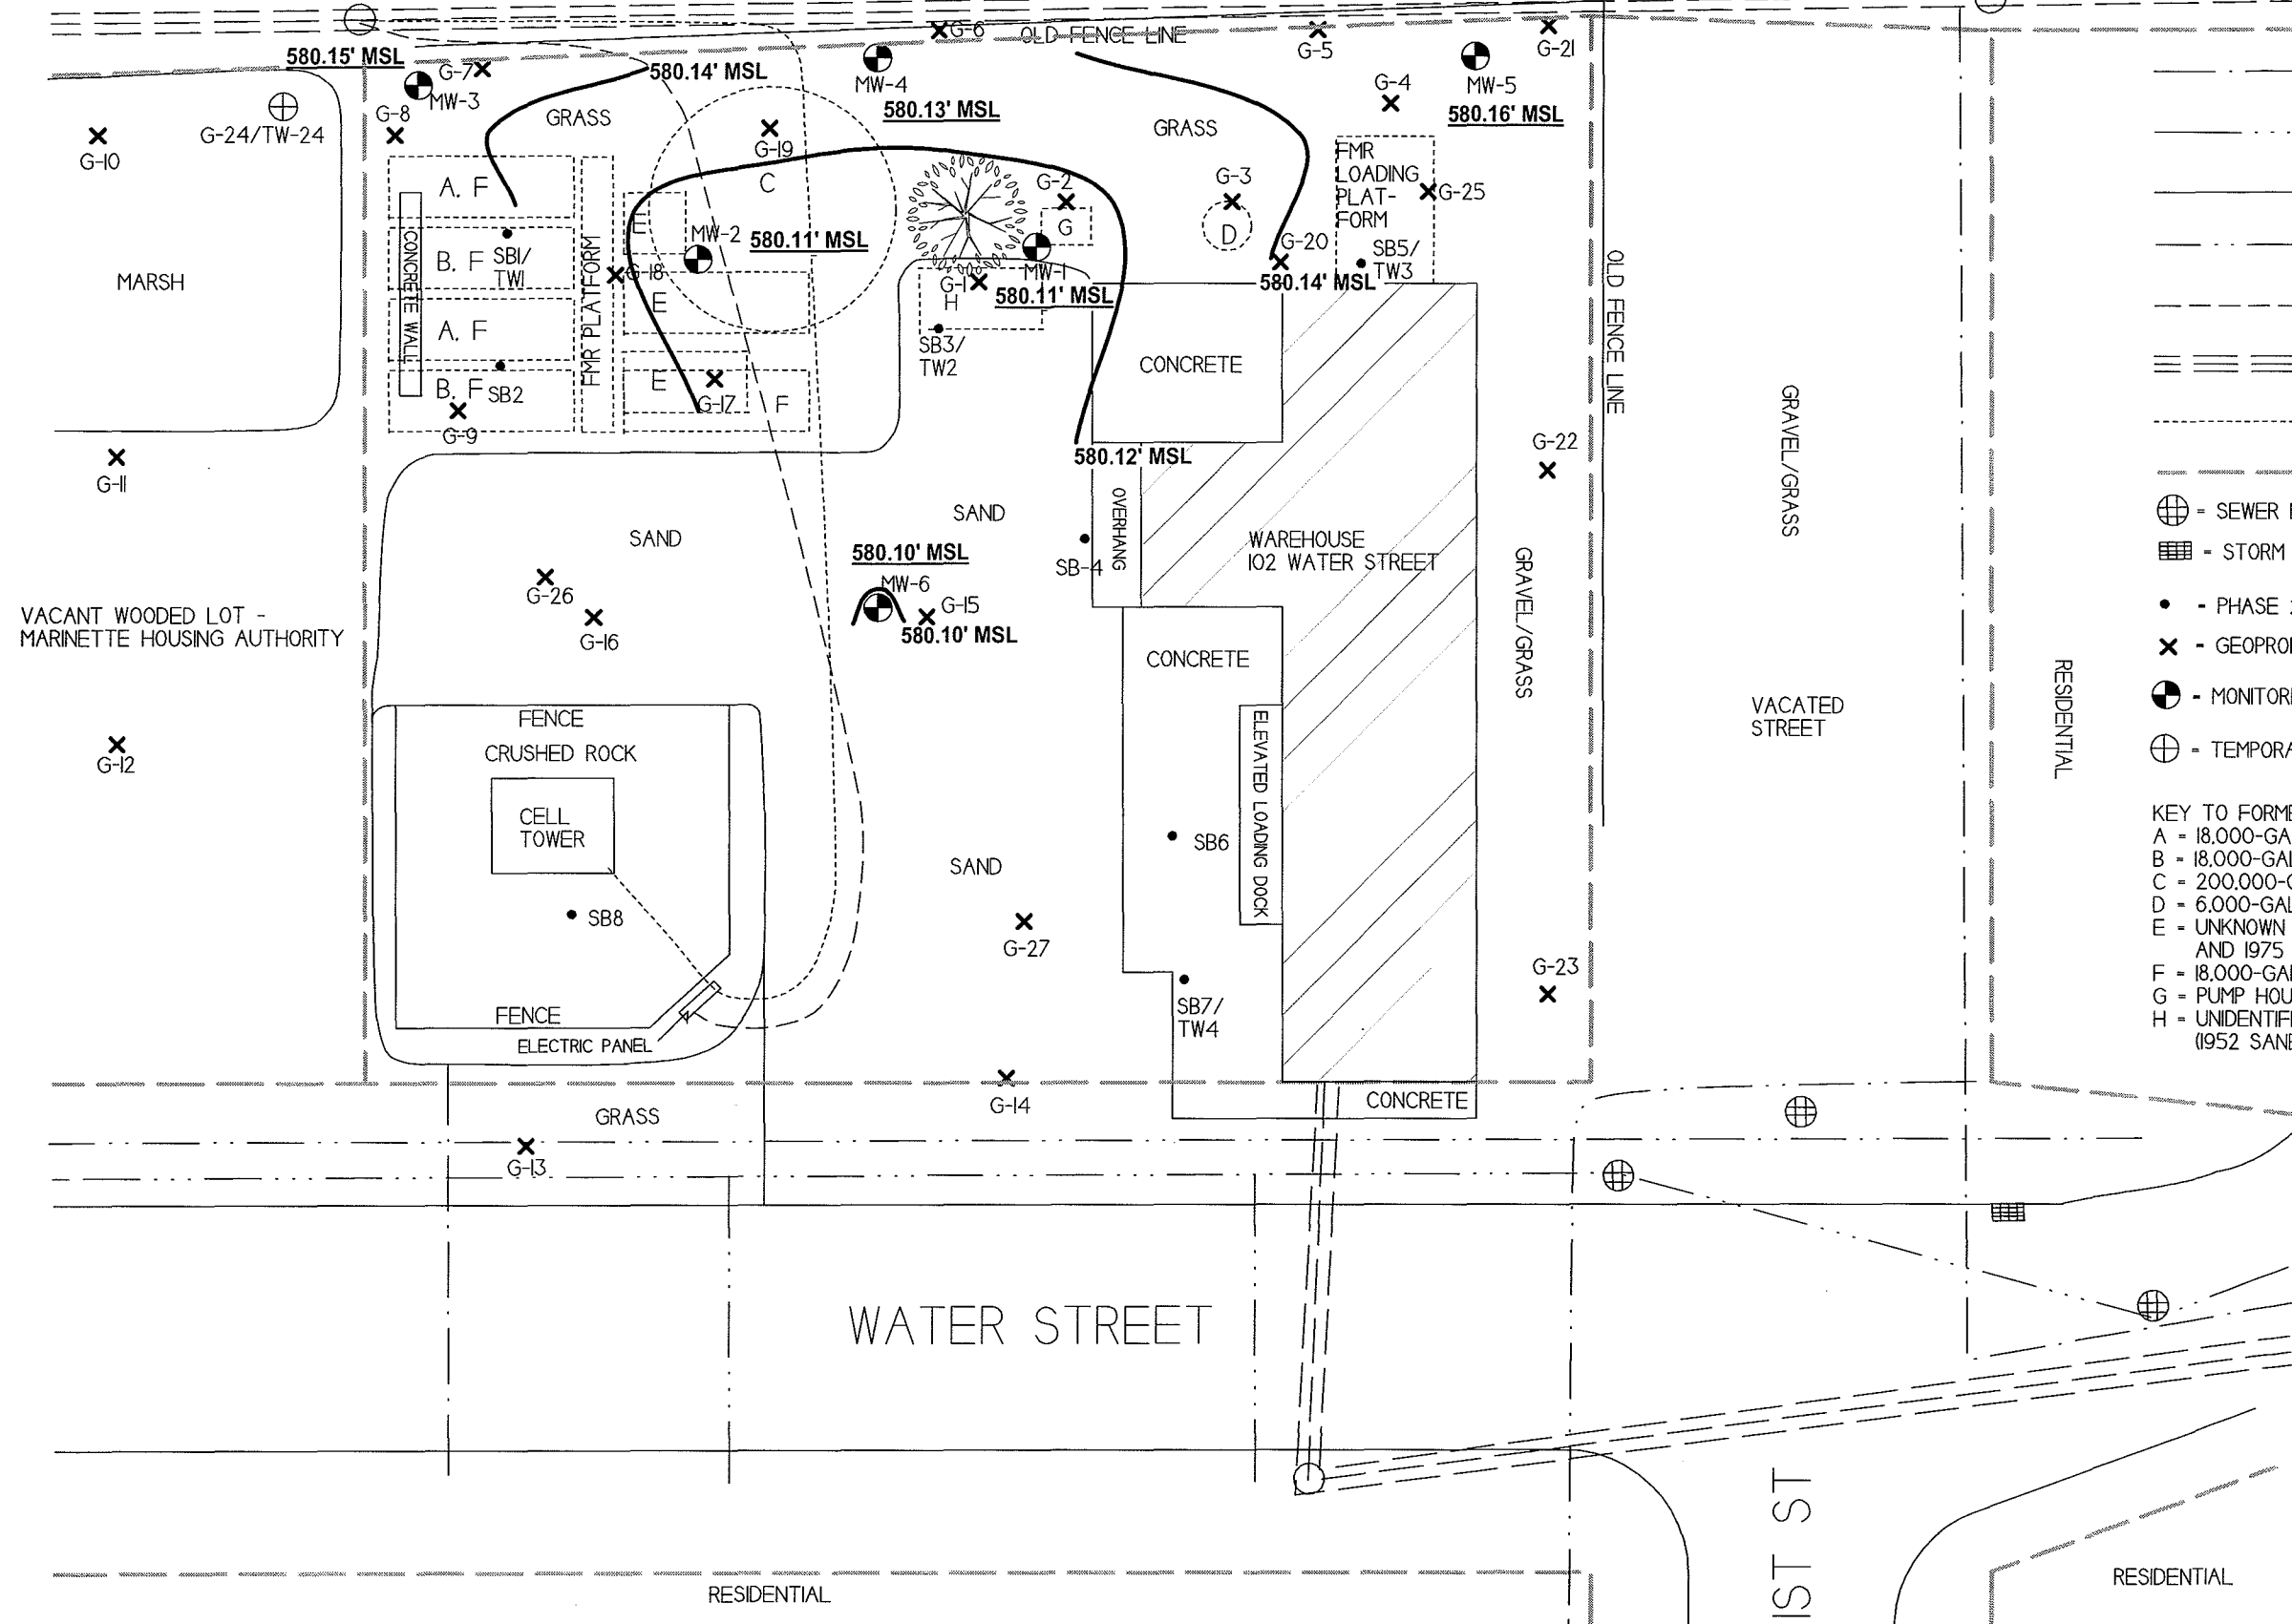 G-6
OLD FENCE LINE
G-5
G-21
580.15' MSL
G-7
580.14' MSL
MW-4
G-4
MW-5
MW-3
580.13' MSL
580.16' MSL
G-8
GRASS
GRASS
G-24/TW-24
G-10
G-19
FMR
LOADING
PLAT-
FORM
C
G-2
G-3
G-25
A. F
E
G
D
MW-2
580.11' MSL
G-20
CONCRETE WALL
B. F
SB1/
TW1
FMR PLATFORM
G-18
MW-1
SB5/
TW3
OLD FENCE LINE
MARSH
E
G-1
H
580.11' MSL
580.14' MSL
A. F
SB3/
TW2
CONCRETE
B. F
SB2
E
G-17
F
G-9
GRAVEL/GRASS
G-22
580.12' MSL
G-11
OVERHANG
SAND
SAND
- SEWER
WAREHOUSE
102 WATER STREET
580.10' MSL
- STORM
SB-4
MW-6
G-26
G-15
580.10' MSL
GRAVEL/GRASS
- PHASE
VACANT WOODED LOT -
MARINETTE HOUSING AUTHORITY
G-16
- GEOPRO
CONCRETE
RESIDENTIAL
- MONITOR
VACATED
STREET
FENCE
CRUSHED ROCK
ELEVATED LOADING DOCK
G-12
- TEMPORA
CELL
TOWER
KEY TO FORME
A = 18,000-GA
B = 18,000-GA
C = 200,000-
D = 6,000-GA
E = UNKNOWN
AND 1975
F = 18,000-GA
G = PUMP HOU
H = UNIDENTIF
(1952 SAN
SB6
SAND
SB8
G-27
G-23
SB7/
TW4
FENCE
ELECTRIC PANEL
G-14
CONCRETE
GRASS
G-13
WATER STREET
1ST ST
RESIDENTIAL
RESIDENTIAL